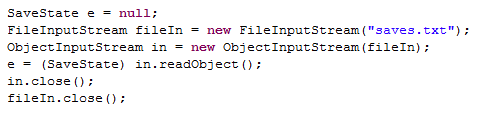 SaveState e = null;
FileInputStream fileIn = new FileInputStream("saves.txt");
ObjectInputStream in = new ObjectInputStream(fileIn);
e = (SaveState) in.readObject();
in.close();
fileIn.close();